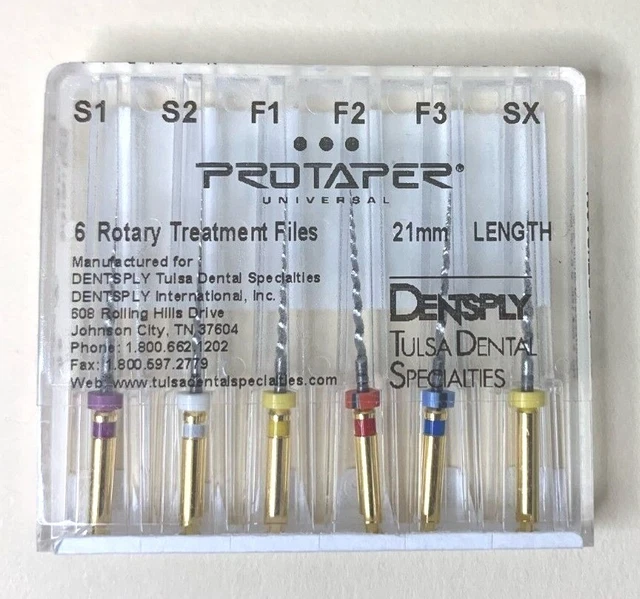 S1 S2 F1 F2 F3 SX
PROTAPER®
UNIVERSAL
6 Rotary Treatment Files 21mm LENGTH
Manufactured for
DENTSPLY Tulsa Dental Specialties
DENTSPLY International, Inc.
608 Rolling Hills Drive
Johnson City, TN 37604
Phone: 1.800.662.1202
Fax: 1.800.597.2779
Web: www.tulsadentalspecialties.com
DENTSPLY
TULSA DENTAL
SPECIALTIES